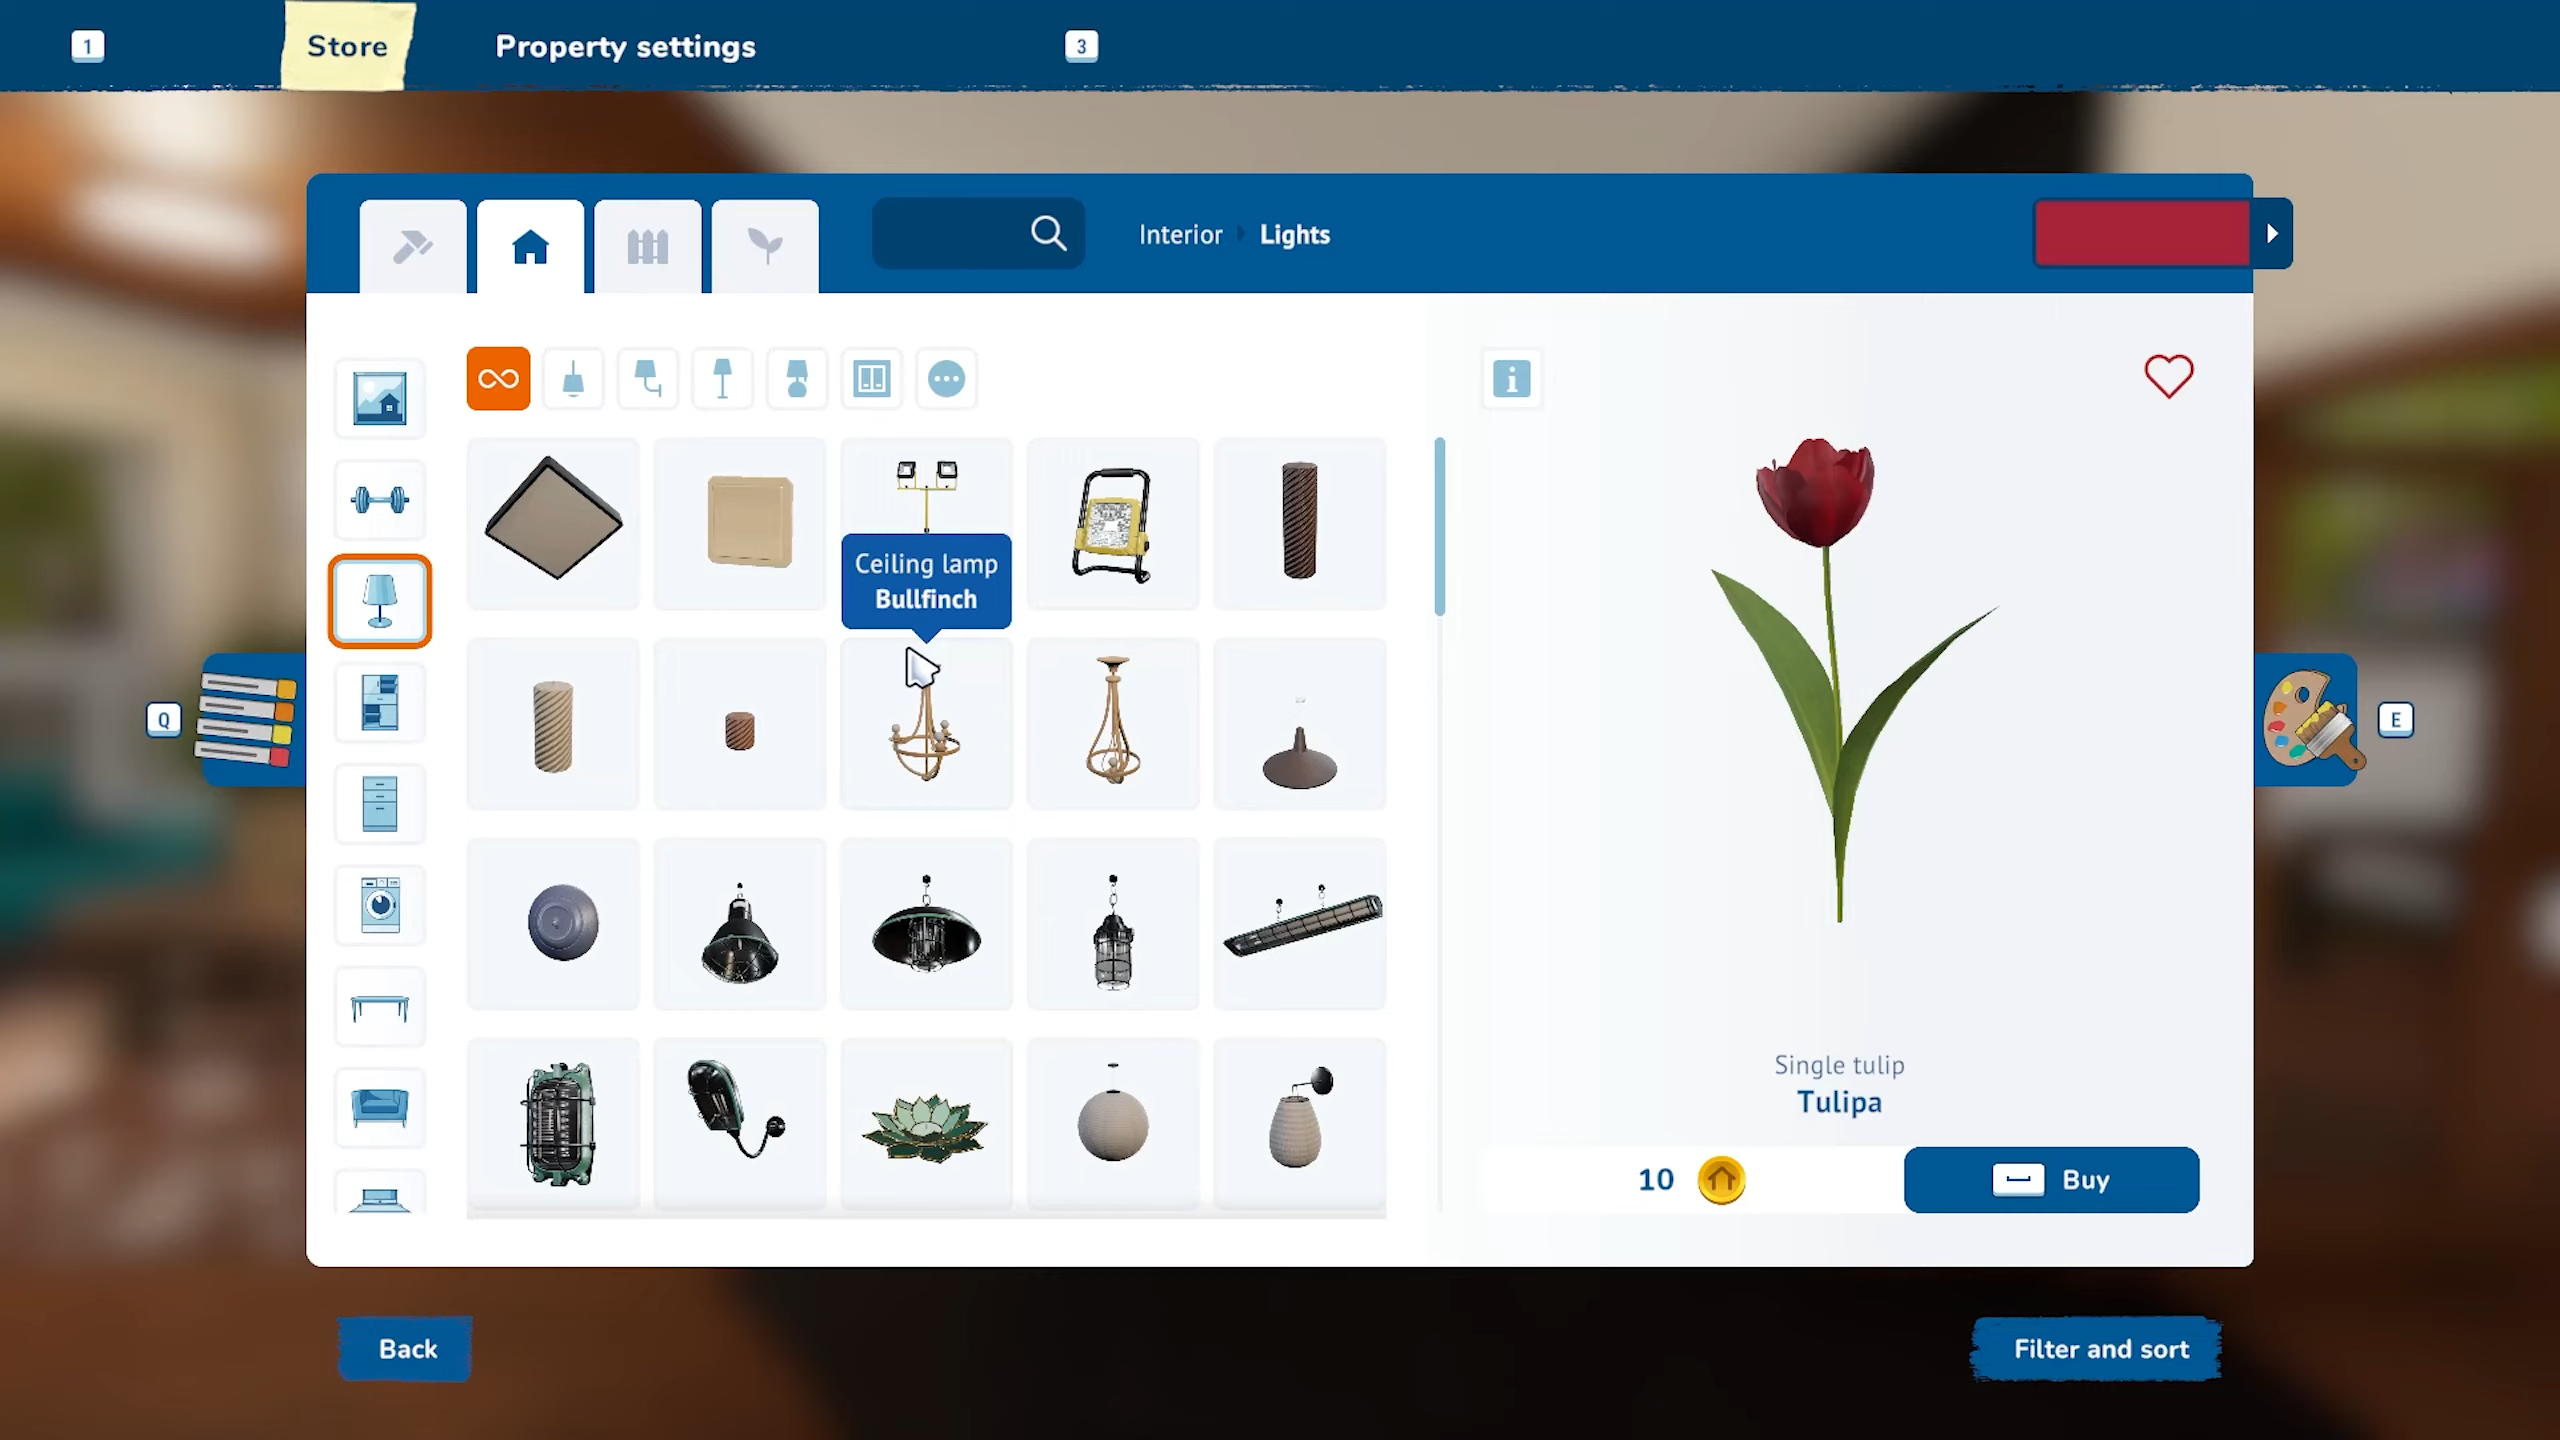 1
Store
Property settings
3
Interior
Lights
Ceiling lamp
Bullfinch
Q
E
Single tulip
Tulipa
10
Buy
Back
Filter and sort